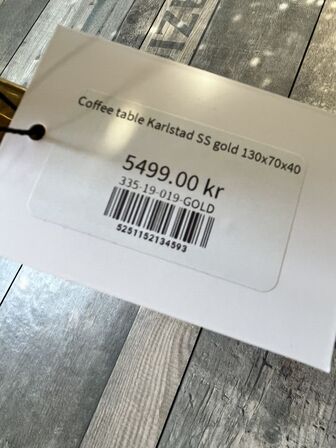 Coffee table Karlstad SS gold 130x70x40
5499.00 kr
335-19-019-GOLD
5251152134593